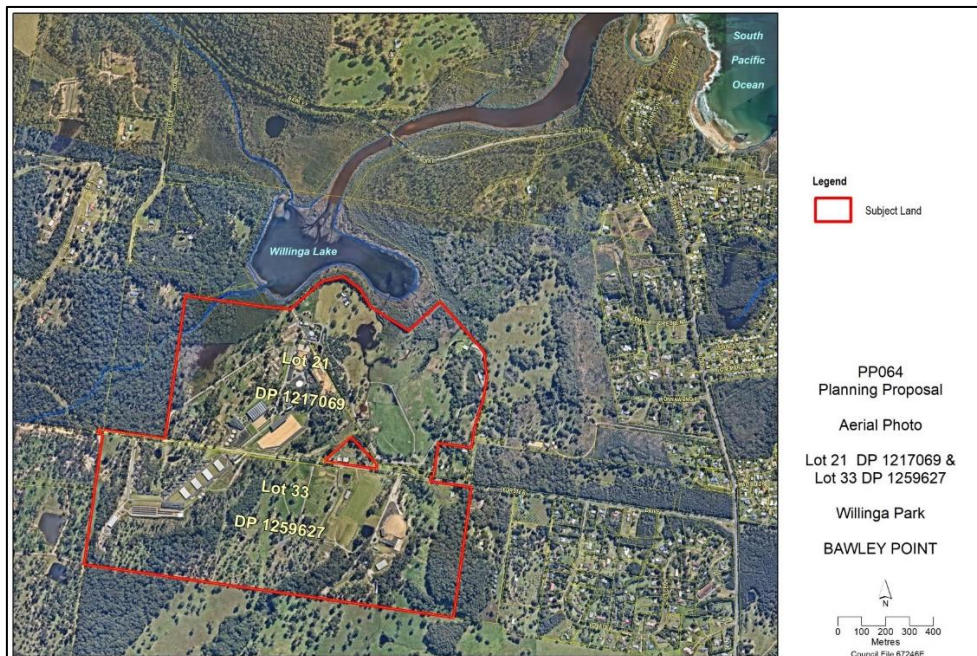 South
Pacific
Ocean
Willinga Lake
Lot 21
DP 1217069
Lot 33
DP 1259627
Legend
Subject Land
PP064
Planning Proposal
Aerial Photo
Lot 21 DP 1217069 &
Lot 33 DP 1259627
Willinga Park
BAWLEY POINT
N
0 100 200 300 400
Metres
Council File 67246E